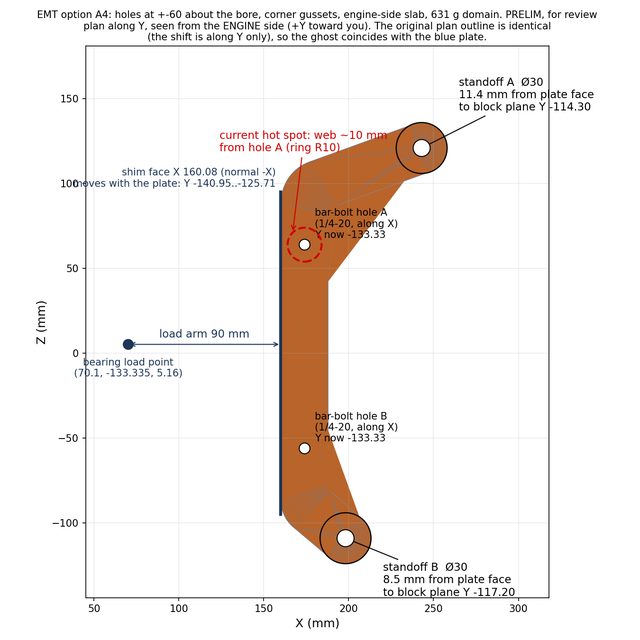 EMT option A4: holes at +-60 about the bore, corner gussets, engine-side slab, 631 g domain. PRELIM, for review
plan along Y, seen from the ENGINE side (+Y toward you). The original plan outline is identical
(the shift is along Y only), so the ghost coincides with the blue plate.
standoff A Ø30
11.4 mm from plate face
to block plane Y -114.30
current hot spot: web ~10 mm
from hole A (ring R10)
shim face X 160.08 (normal -X)
moves with the plate: Y -140.95..-125.71
bar-bolt hole A
(1/4-20, along X)
Y now -133.33
load arm 90 mm
bearing load point
(70.1, -133.335, 5.16)
bar-bolt hole B
(1/4-20, along X)
Y now -133.33
standoff B Ø30
8.5 mm from plate face
to block plane Y -117.20
150
100
50
0
−50
−100
Z (mm)
50
100
150
200
250
300
X (mm)